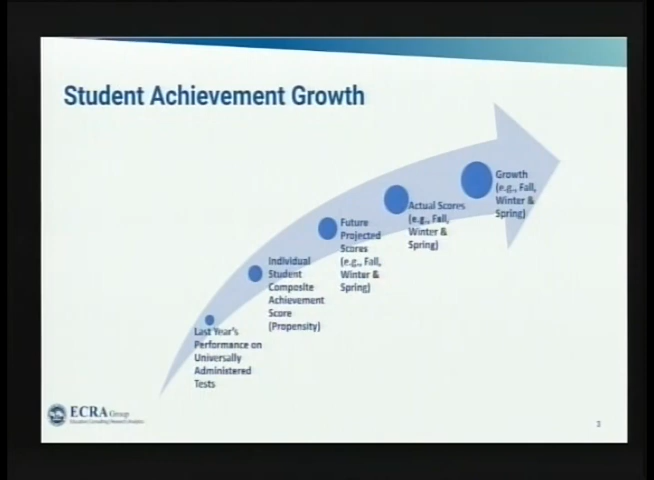 Student Achievement Growth
Growth
(e.g., Fall,
Winter &
Spring)
Actual Scores
(e.g., Fall,
Winter &
Spring)
Future
Projected
Scores
(e.g., Fall,
Winter &
Spring)
Individual
Student
Composite
Achievement
Score
(Propensity)
Last Year's
Performance on
Universally
Administered
Tests
ECRA Group
3